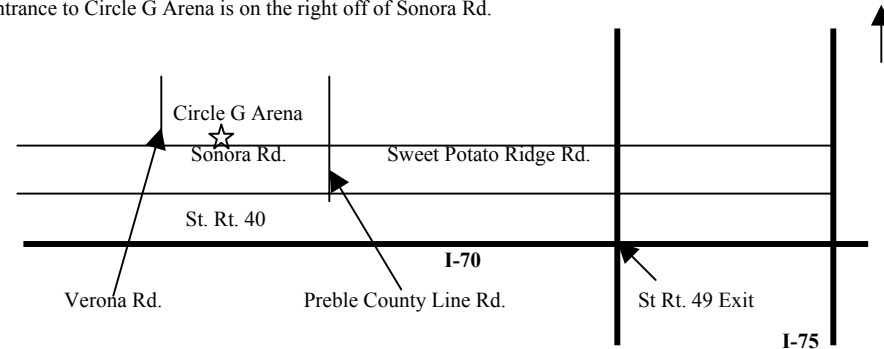 to Circle G Arena is on the right off of Sonora Rd.
Circle G Arena
Sonora Rd.
Sweet Potato Ridge Rd.
St. Rt. 40
I-70
Verona Rd.
Preble County Line Rd.
St Rt. 49 Exit
I-75